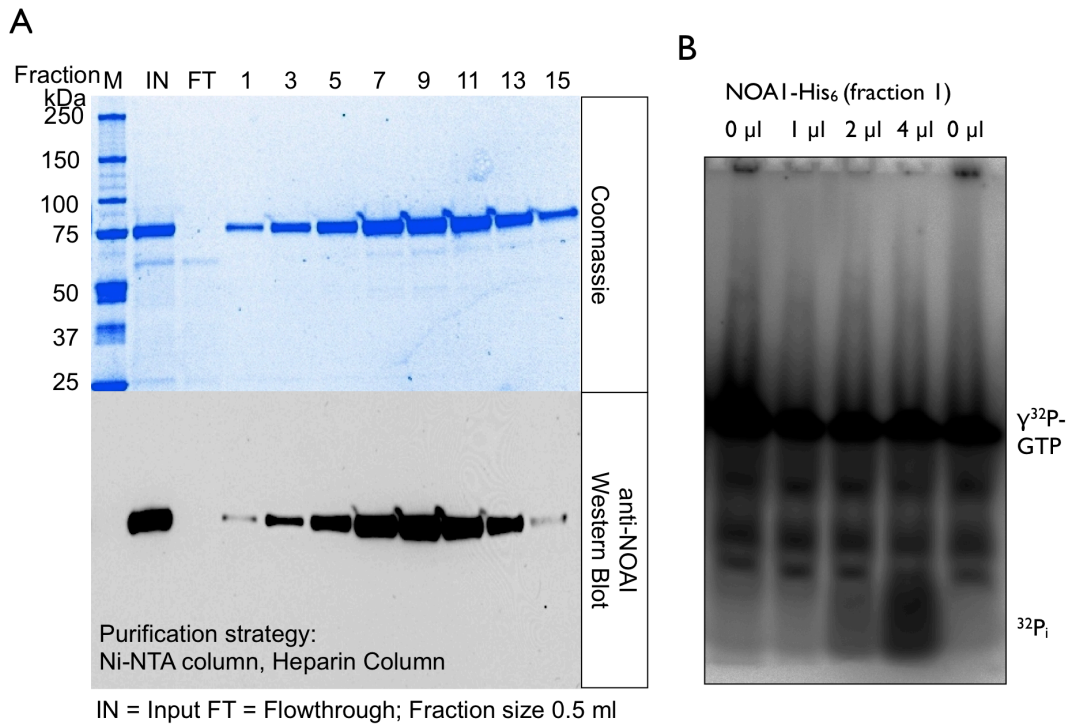 A
Fraction M IN FT 1 3 5 7 9 11 13 15
kDa
250
150
100
75
50
37
25
Coomassie
anti-NOA1
Western Blot
Purification strategy:
Ni-NTA column, Heparin Column
IN = Input FT = Flowthrough; Fraction size 0.5 ml
B
NOA1-His₆ (fraction 1)
0 µl 1 µl 2 µl 4 µl 0 µl
γ³²P-
GTP
³²Pᵢ